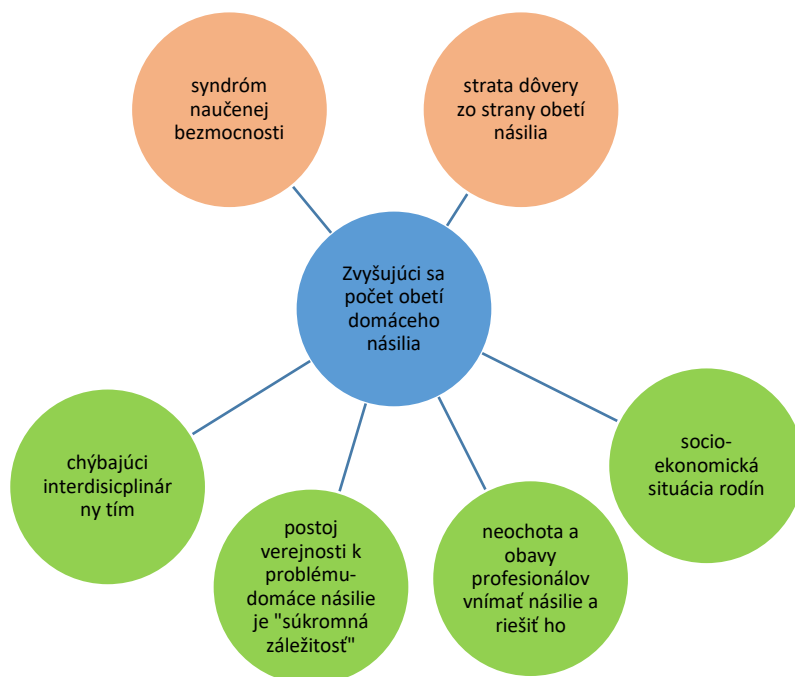 syndróm
naučenej
bezmocnosti
strata dôvery
zo strany obetí
násilia
Zvyšujúci sa
počet obetí
domáceho
násilia
chýbajúci
interdisicplinár
ny tím
postoj
verejnosti k
problému-
domáce násilie
je "súkromná
záležitosť"
neochota a
obavy
profesionálov
vnímať násilie a
riešiť ho
socio-
ekonomická
situácia rodín